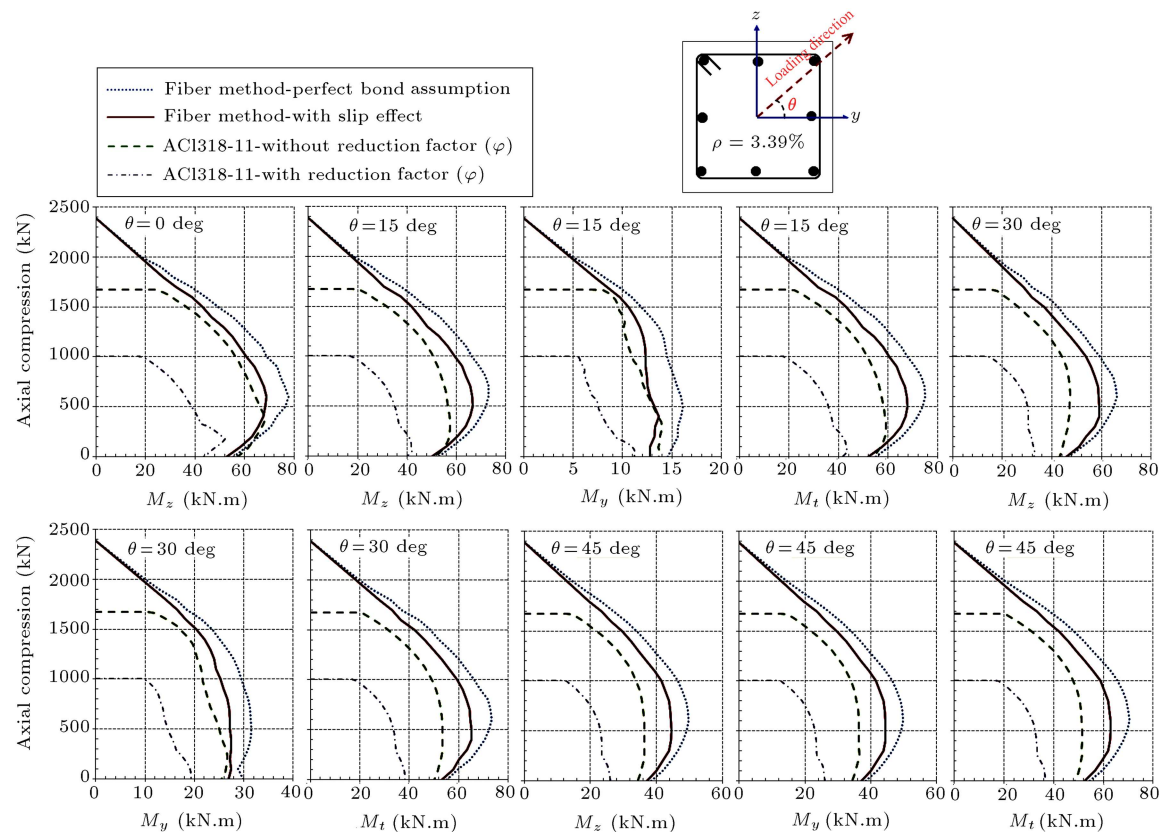 z
Loading direction
θ
y
ρ = 3.39%
Fiber method-perfect bond assumption
Fiber method-with slip effect
ACI318-11-without reduction factor (φ)
ACI318-11-with reduction factor (φ)
Axial compression (kN)
2500
2000
1500
1000
500
0
θ=0 deg
θ=15 deg
θ=15 deg
θ=15 deg
θ=30 deg
0 20 40 60 80
0 20 40 60 80
0 5 10 15 20
0 20 40 60 80
0 20 40 60 80
M_z (kN.m)
M_z (kN.m)
M_y (kN.m)
M_t (kN.m)
M_z (kN.m)
Axial compression (kN)
2500
2000
1500
1000
500
0
θ=30 deg
θ=30 deg
θ=45 deg
θ=45 deg
θ=45 deg
0 10 20 30 40
0 20 40 60 80
0 20 40 60
0 20 40 60
0 20 40 60 80
M_y (kN.m)
M_t (kN.m)
M_z (kN.m)
M_y (kN.m)
M_t (kN.m)